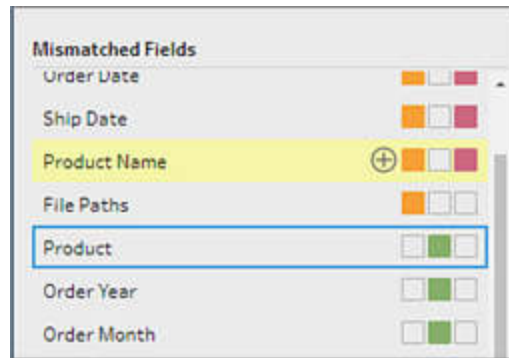 Mismatched Fields
Order Date
Ship Date
Product Name
File Paths
Product
Order Year
Order Month